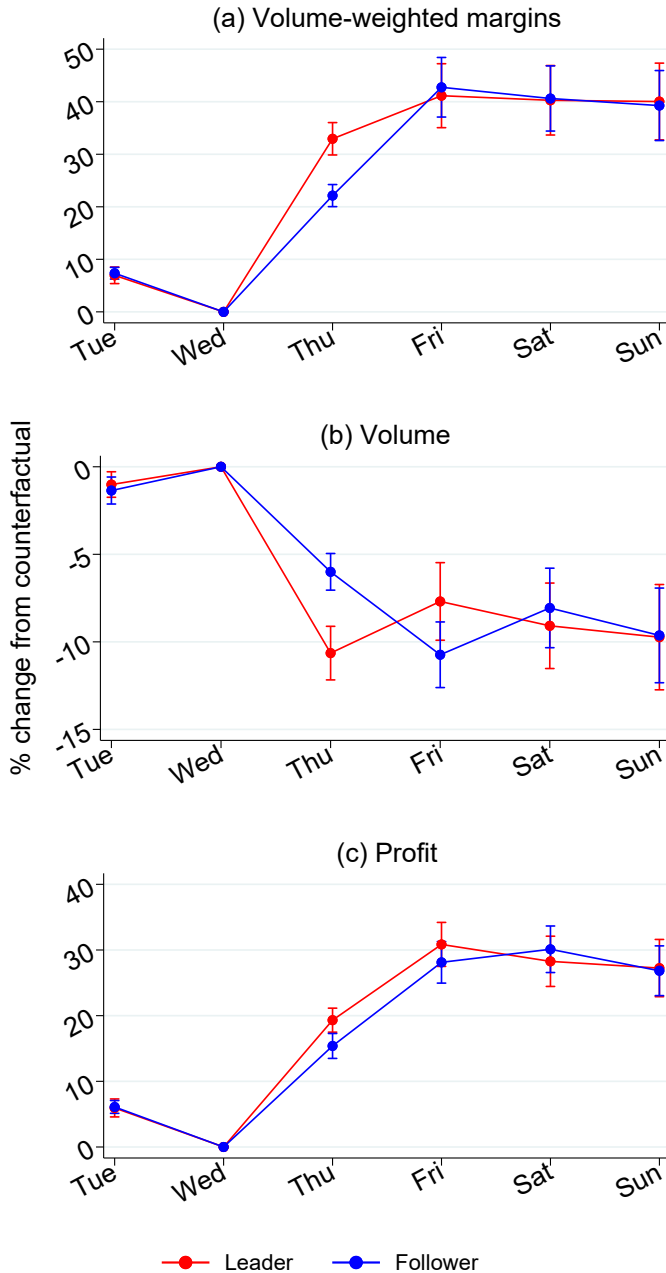 (a) Volume-weighted margins
50
40
30
20
10
0
Tue Wed Thu Fri Sat Sun
% change from counterfactual
(b) Volume
0
-5
-10
-15
Tue Wed Thu Fri Sat Sun
(c) Profit
40
30
20
10
0
Tue Wed Thu Fri Sat Sun
Leader Follower